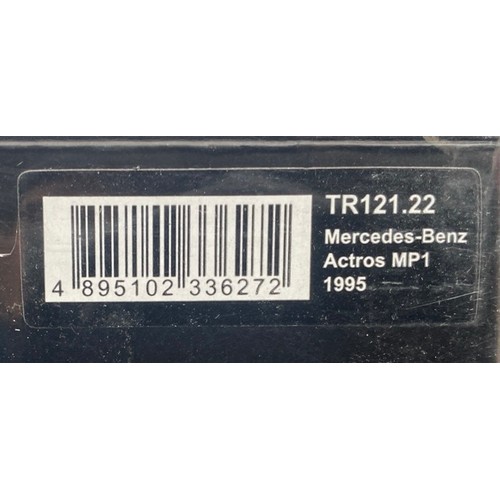 TR121.22
Mercedes-Benz
Actros MP1
1995
4 895102 336272